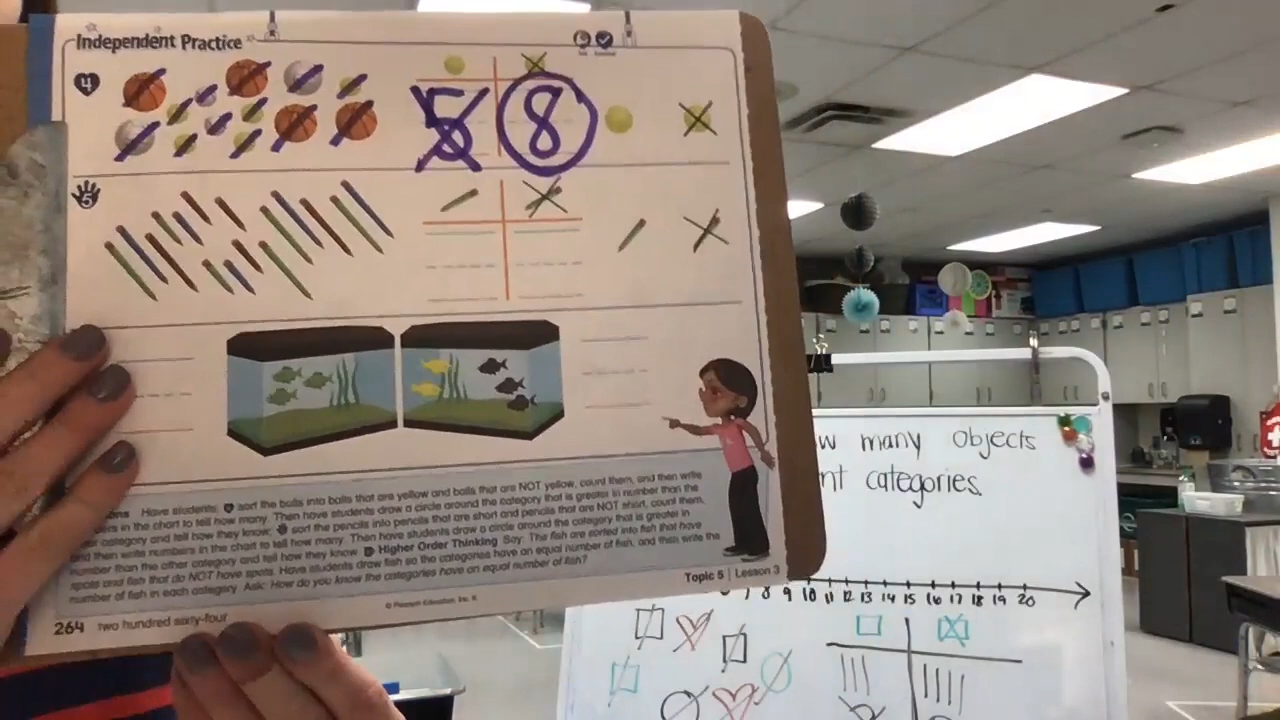 Independent Practice
4
5 8
5
Have students: sort the balls into balls that are yellow and balls that are NOT yellow, count them, and then write
in the chart to tell how many. Then have students draw a circle around the category that is greater in number than the
category and tell how they know. sort the pencils into pencils that are short and pencils that are NOT short, count them,
and then write numbers in the chart to tell how many. Then have students draw a circle around the category that is greater in
number than the other category and tell how they know. Higher Order Thinking Say: The fish are sorted into fish that have
spots and fish that do NOT have spots. Have students draw fish so the categories have an equal number of fish, and then write the
number of fish in each category. Ask: How do you know the categories have an equal number of fish?
Topic 5 | Lesson 3
© Pearson Education, Inc. K
264 two hundred sixty-four
w many objects
nt categories.
7 8 9 10 11 12 13 14 15 16 17 18 19 20